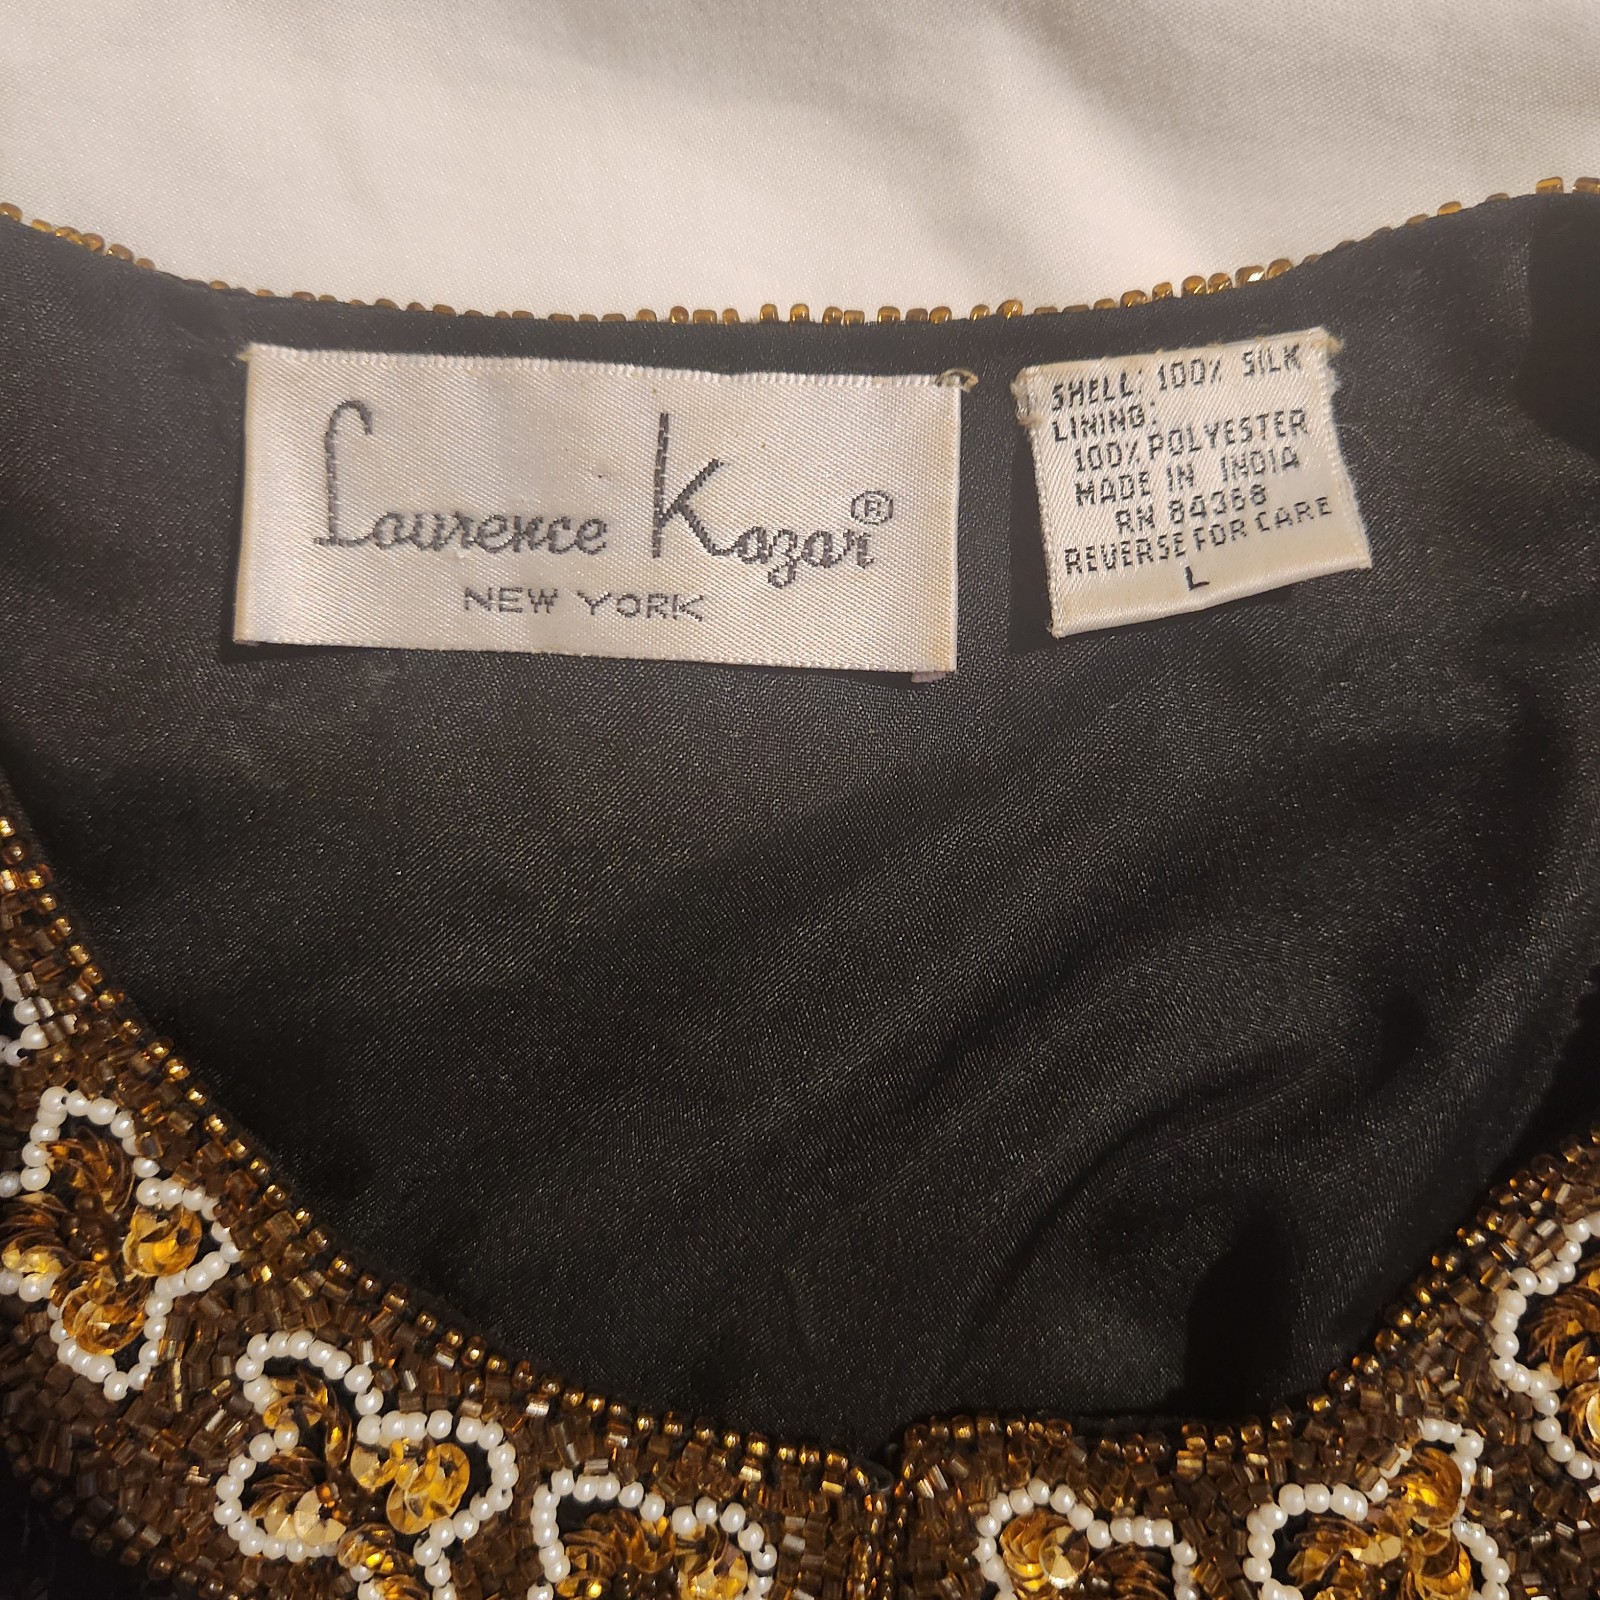 Laurence Kazar®
NEW YORK
SHELL: 100% SILK
LINING:
100% POLYESTER
MADE IN INDIA
RN 84368
REVERSE FOR CARE
L